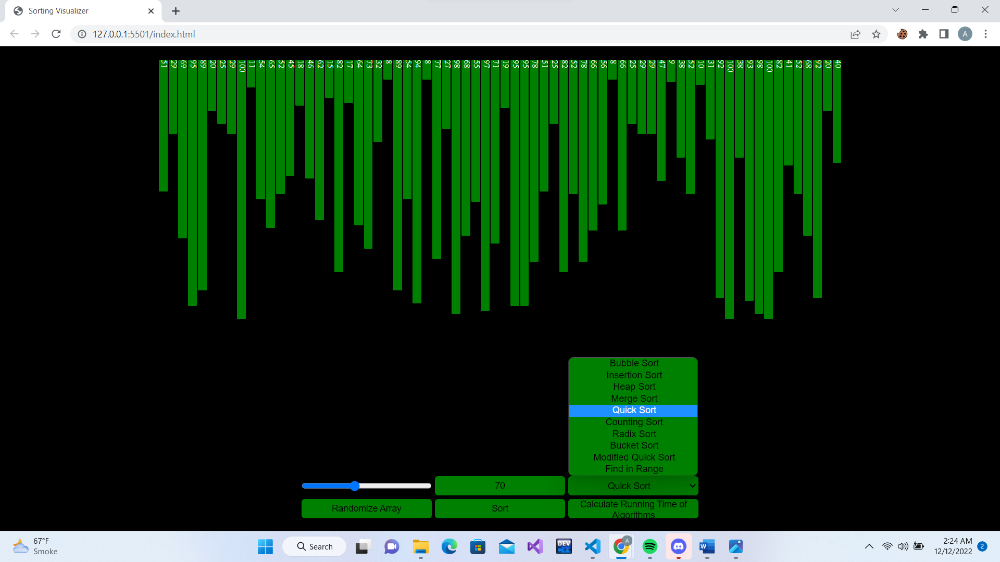 Sorting Visualizer
127.0.0.1:5501/index.html
A
51 29 69 95 89 20 25 29 100 11 54 65 52 45 18 46 62 15 82 17 64 73 32 8 89 54 94 8 77 27 98 68 55 97 71 19 95 95 78 51 25 82 52 78 66 56 8 66 25 29 29 47 9 38 52 10 31 92 100 38 93 98 100 82 41 52 68 92 20 40
Bubble Sort
Insertion Sort
Heap Sort
Merge Sort
Quick Sort
Counting Sort
Radix Sort
Bucket Sort
Modified Quick Sort
Find in Range
70
Quick Sort
Randomize Array
Sort
Calculate Running Time of
Algorithms
67°F
Smoke
Search
DEV
C++
A
W
2:24 AM
12/12/2022
2